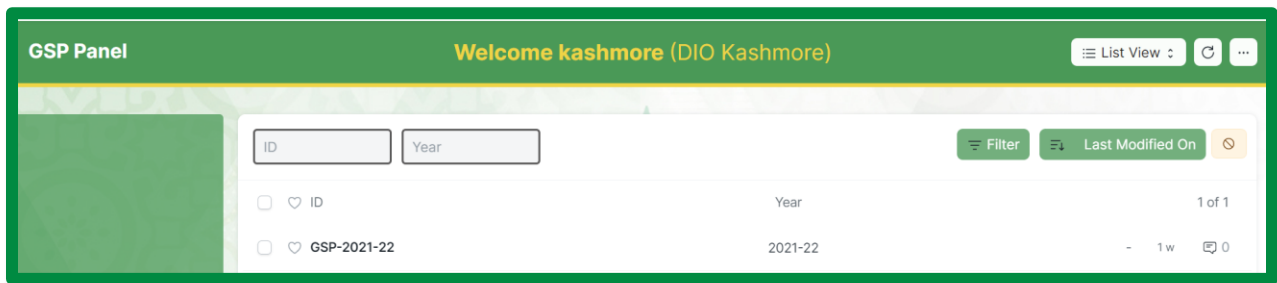 GSP Panel Welcome kashmore (DIO Kashmore) List View ...
ID Year Filter Last Modified On
ID Year 1 of 1
GSP-2021-22 2021-22 - 1 w 0